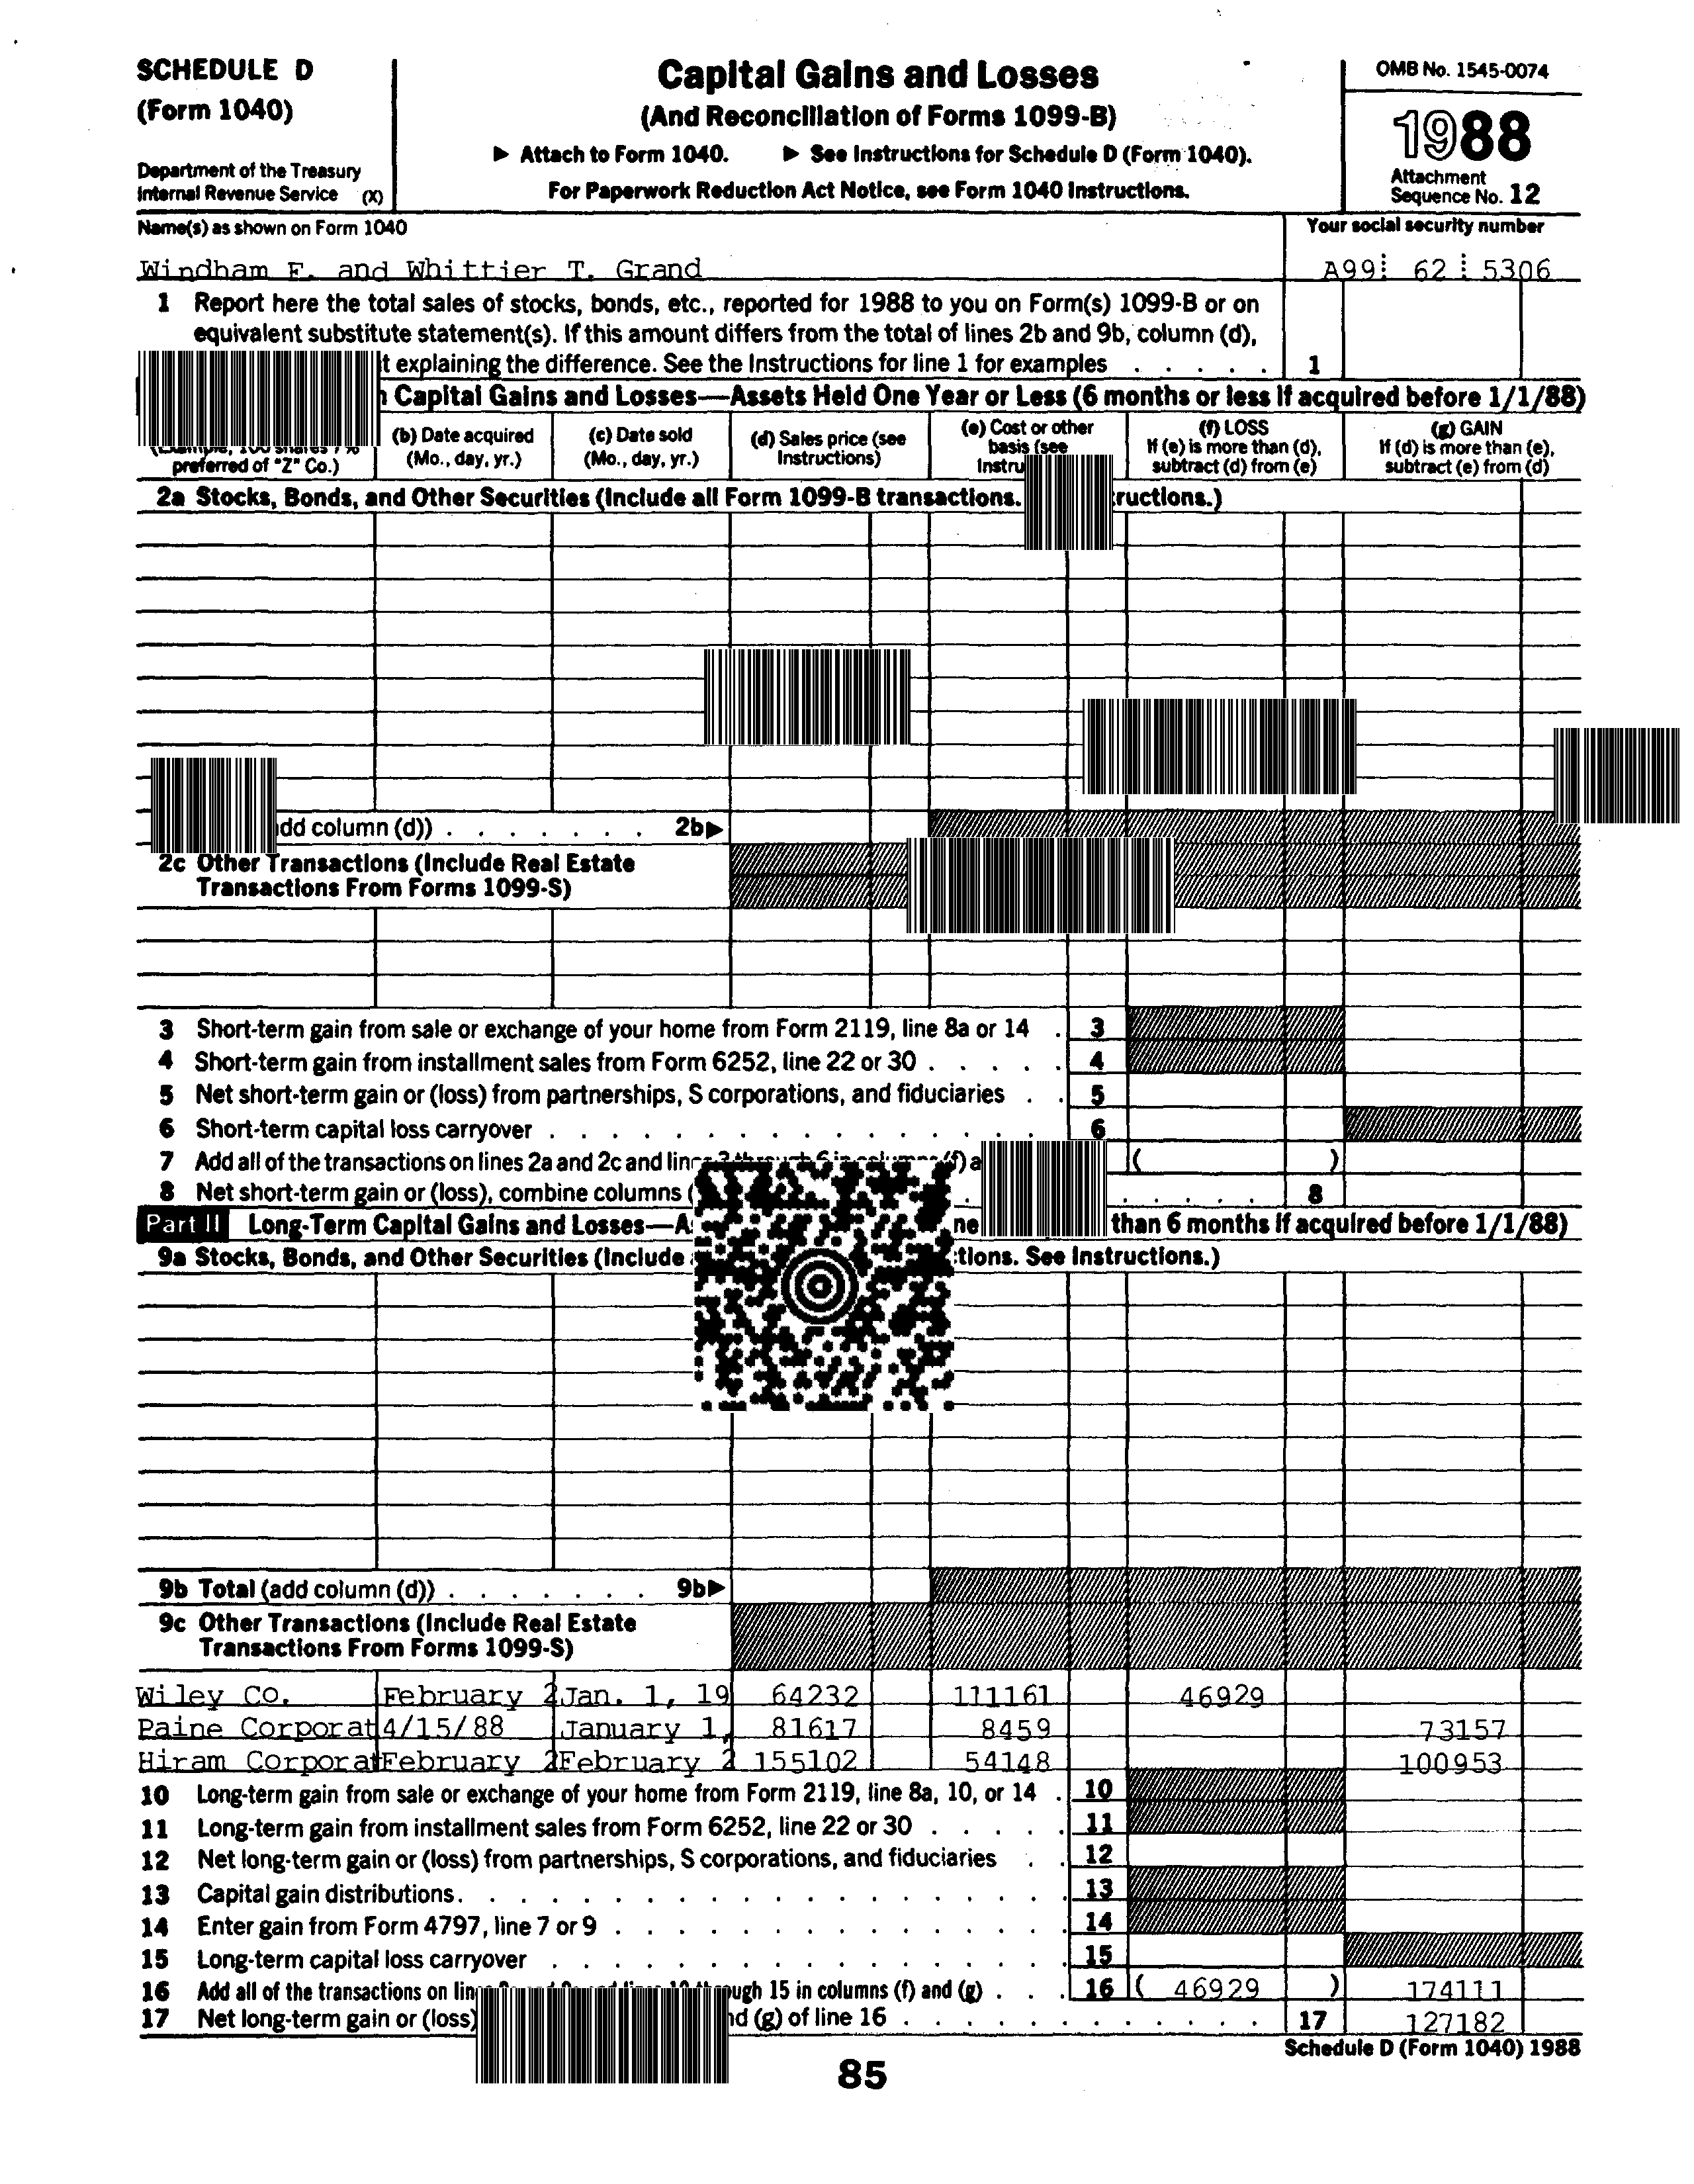 SCHEDULE D
(Form 1040)
Department of the Treasury
Internal Revenue Service (X)
Capital Gains and Losses
(And Reconciliation of Forms 1099-B)
▶ Attach to Form 1040. ▶ See Instructions for Schedule D (Form 1040).
For Paperwork Reduction Act Notice, see Form 1040 Instructions.
OMB No. 1545-0074
1988
Attachment
Sequence No. 12
Name(s) as shown on Form 1040
Your social security number
Windham F. and Whittier T. Grand
A99 62 5306
1 Report here the total sales of stocks, bonds, etc., reported for 1988 to you on Form(s) 1099-B or on
equivalent substitute statement(s). If this amount differs from the total of lines 2b and 9b, column (d),
explaining the difference. See the Instructions for line 1 for examples . . . . . 1
Capital Gains and Losses—Assets Held One Year or Less (6 months or less if acquired before 1/1/88)
preferred of "Z" Co.)
(b) Date acquired
(Mo., day, yr.)
(c) Date sold
(Mo., day, yr.)
(d) Sales price (see
Instructions)
(e) Cost or other
basis (see
(f) LOSS
If (e) is more than (d),
subtract (d) from (e)
(g) GAIN
If (d) is more than (e),
subtract (e) from (d)
2a Stocks, Bonds, and Other Securities (Include all Form 1099-B transactions.
column (d)) . . . . . . . 2b▶
2c Other Transactions (Include Real Estate
Transactions From Forms 1099-S)
3 Short-term gain from sale or exchange of your home from Form 2119, line 8a or 14 . 3
4 Short-term gain from installment sales from Form 6252, line 22 or 30 . . . . . 4
5 Net short-term gain or (loss) from partnerships, S corporations, and fiduciaries . . 5
6 Short-term capital loss carryover . . . . . . . . . . . . . . . . 6
7 Add all of the transactions on lines 2a and 2c and ( )
8 Net short-term gain or (loss), combine columns . . . . . 8
Part II Long-Term Capital Gains and Losses— than 6 months if acquired before 1/1/88)
9a Stocks, Bonds, and Other Securities (Include See Instructions.)
9b Total (add column (d)) . . . . . . . 9b▶
9c Other Transactions (Include Real Estate
Transactions From Forms 1099-S)
Wiley CO. February 2 Jan. 1, 19 64232 111161 46929
Paine Corporat 4/15/88 January 1, 81617 8459 73157
Hiram Corporat February 2 February 2 155102 54148 100953
10 Long-term gain from sale or exchange of your home from Form 2119, line 8a, 10, or 14 . 10
11 Long-term gain from installment sales from Form 6252, line 22 or 30 . . . . . 11
12 Net long-term gain or (loss) from partnerships, S corporations, and fiduciaries . . 12
13 Capital gain distributions. . . . . . . . . . . . . . . . . . . 13
14 Enter gain from Form 4797, line 7 or 9 . . . . . . . . . . . . . . 14
15 Long-term capital loss carryover . . . . . . . . . . . . . . . . 15
16 Add all of the transactions on 15 in columns (f) and (g) . . . 16 ( 46929 ) 174111
17 Net long-term gain or (loss) (g) of line 16 . . . . . . . . . . . . 17 127182
Schedule D (Form 1040) 1988
85